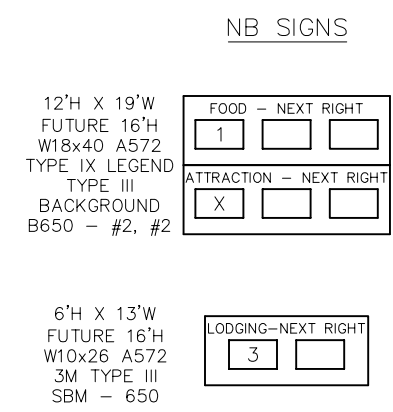 NB SIGNS
12'H X 19'W
FUTURE 16'H
W18x40 A572
TYPE IX LEGEND
TYPE III
BACKGROUND
B650 - #2, #2
FOOD - NEXT RIGHT
1
ATTRACTION - NEXT RIGHT
X
6'H X 13'W
FUTURE 16'H
W10x26 A572
3M TYPE III
SBM - 650
LODGING-NEXT RIGHT
3